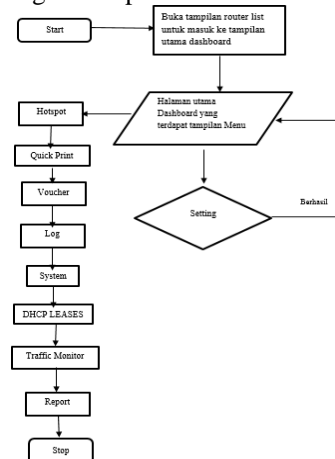 Start
Buka tampilan router list
untuk masuk ke tampilan
utama dashboard
Halaman utama
Dashboard yang
terdapat tampilan Menu
Hotspot
Quick Print
Voucher
Setting
Berhasil
Log
System
DHCP LEASES
Traffic Monitor
Report
Stop